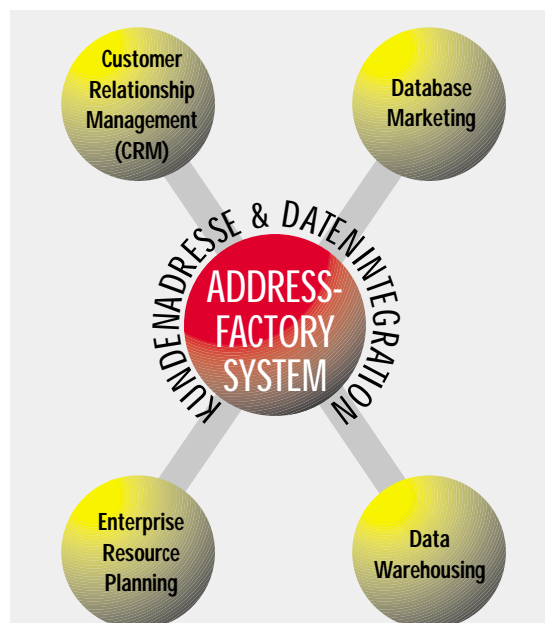 Customer
Relationship
Management
(CRM)
Database
Marketing
KUNDENADRESSE & DATENINTEGRATION
ADDRESS-
FACTORY
SYSTEM
Enterprise
Resource
Planning
Data
Warehousing